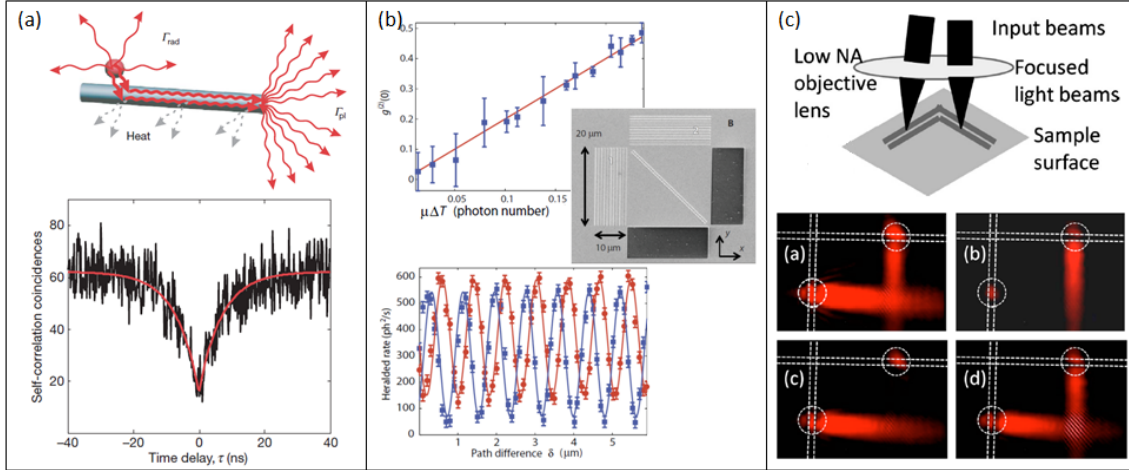 (a)
Γrad
Γpl
Heat
Self-correlation coincidences
80
60
40
20
−40
−20
0
20
40
Time delay, τ (ns)
(b)
g(2)(0)
0.5
0.4
0.3
0.2
0.1
0
0
0.05
0.1
0.15
μΔT (photon number)
B
20 μm
10 μm
y
x
Heralded rate (ph²/s)
600
500
400
300
200
100
0
1
2
3
4
5
Path difference δ (μm)
(c)
Input beams
Low NA
objective
lens
Focused
light beams
Sample
surface
(a)
(b)
(c)
(d)